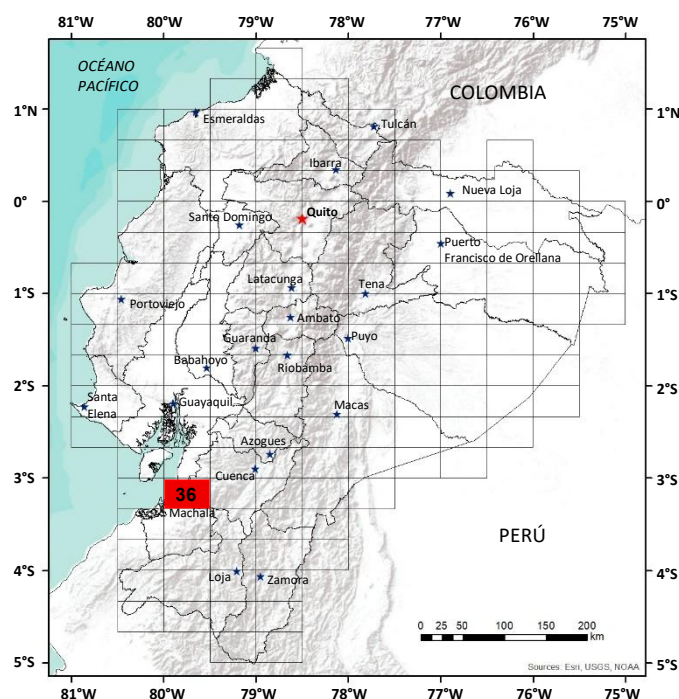 81°W 80°W 79°W 78°W 77°W 76°W 75°W
OCÉANO
PACÍFICO
COLOMBIA
1°N 1°N
Esmeraldas
Tulcán
Ibarra
Nueva Loja
0° 0°
Quito
Santo Domingo
Puerto
Francisco de Orellana
Latacunga
Tena
1°S 1°S
Portoviejo
Ambato
Guaranda
Puyo
Babahoyo
Riobamba
2°S 2°S
Santa
Elena
Guayaquil
Macas
Azogues
Cuenca
3°S 3°S
36
Machala
PERÚ
4°S 4°S
Loja
Zamora
0 25 50 100 150 200
km
5°S 5°S
Sources: Esri, USGS, NOAA
81°W 80°W 79°W 78°W 77°W 76°W 75°W